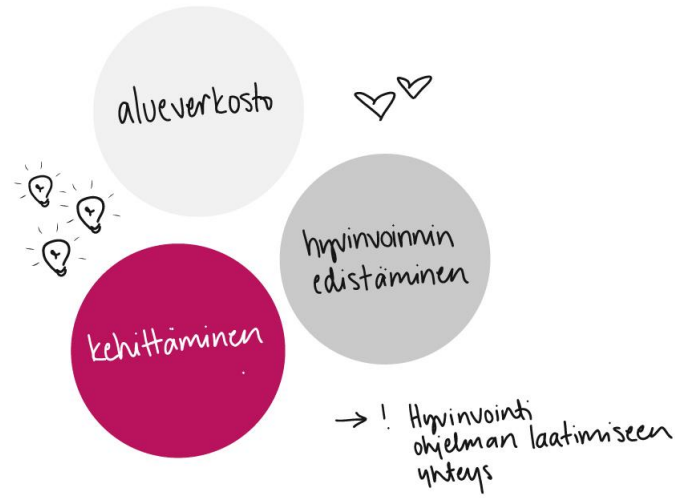 alueverkosto
hyvinvoinnin
edistäminen
kehittäminen
→ ! Hyvinvointi
ohjelman laatimiseen
yhteys